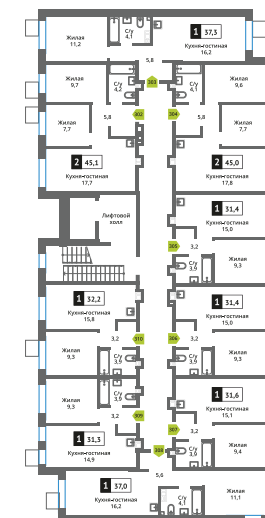 Жилая
11,2
С/у
4,1
1 37,3
Кухня-гостиная
16,2
5,8
303
Жилая
9,7
С/у
4,2
С/у
4,1
Жилая
9,6
Жилая
7,7
5,8
302
304
5,8
Жилая
7,7
2 45,1
Кухня-гостиная
17,7
2 45,0
Кухня-гостиная
17,8
Лифтовой
холл
1 31,4
Кухня-гостиная
15,0
305
3,2
С/у
3,9
Жилая
9,3
1 32,2
Кухня-гостиная
15,8
1 31,4
Кухня-гостиная
15,0
3,2
310
306
3,2
Жилая
9,3
С/у
3,9
С/у
3,9
Жилая
9,3
Жилая
9,3
С/у
3,9
1 31,6
Кухня-гостиная
15,1
3,2
309
307
3,2
1 31,3
Кухня-гостиная
14,9
308
С/у
3,9
Жилая
9,4
5,6
1 37,0
Кухня-гостиная
16,2
С/у
4,1
Жилая
11,1